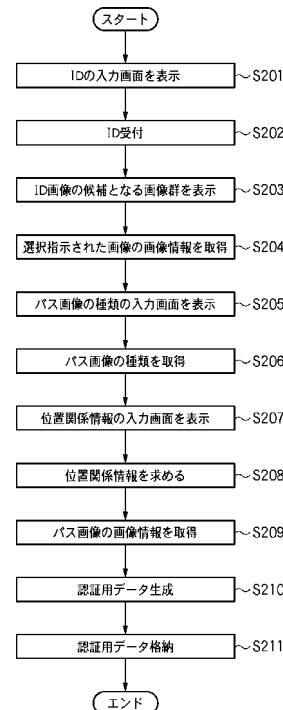 スタート
IDの入力画面を表示 S201
ID受付 S202
ID画像の候補となる画像群を表示 S203
選択指示された画像の画像情報を取得 S204
パス画像の種類の入力画面を表示 S205
パス画像の種類を取得 S206
位置関係情報の入力画面を表示 S207
位置関係情報を求める S208
パス画像の画像情報を取得 S209
認証用データ生成 S210
認証用データ格納 S211
エンド